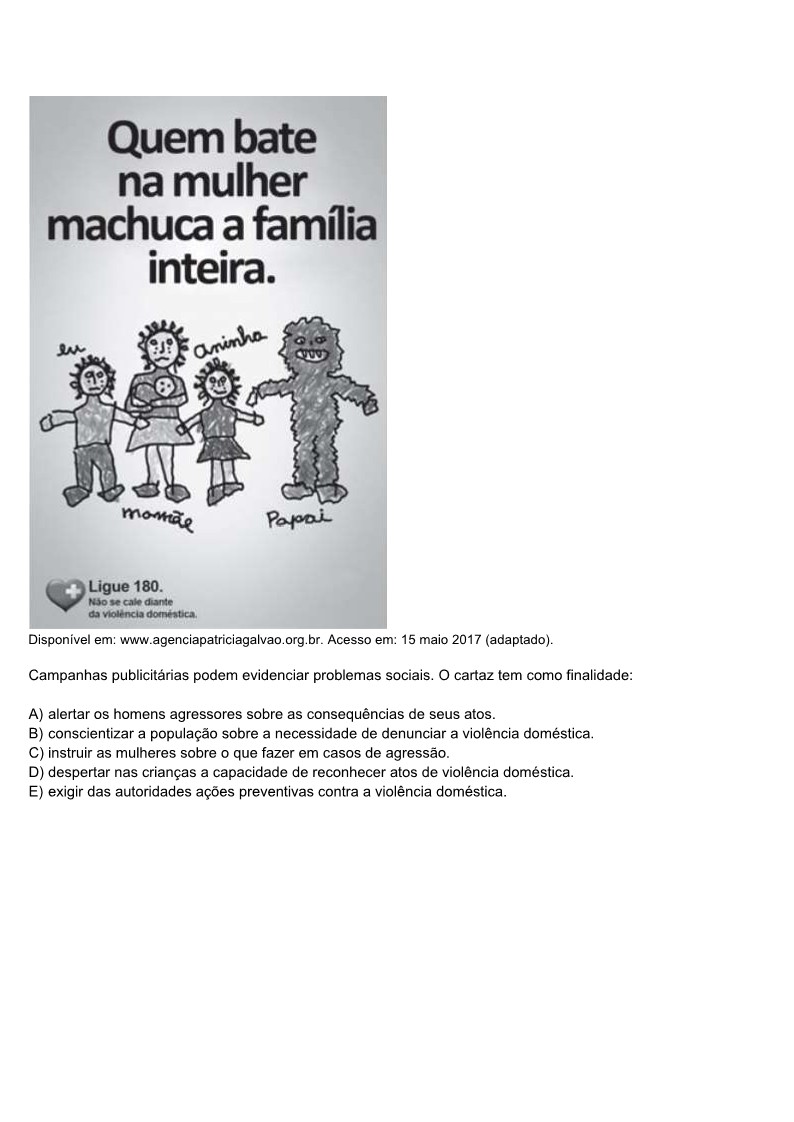 Quem bate
na mulher
machuca a família
inteira.
eu
aninha
mamãe
Papai
Ligue 180.
Não se cale diante
da violência doméstica.
Disponível em: www.agenciapatriciagalvao.org.br. Acesso em: 15 maio 2017 (adaptado).
Campanhas publicitárias podem evidenciar problemas sociais. O cartaz tem como finalidade:
A) alertar os homens agressores sobre as consequências de seus atos.
B) conscientizar a população sobre a necessidade de denunciar a violência doméstica.
C) instruir as mulheres sobre o que fazer em casos de agressão.
D) despertar nas crianças a capacidade de reconhecer atos de violência doméstica.
E) exigir das autoridades ações preventivas contra a violência doméstica.